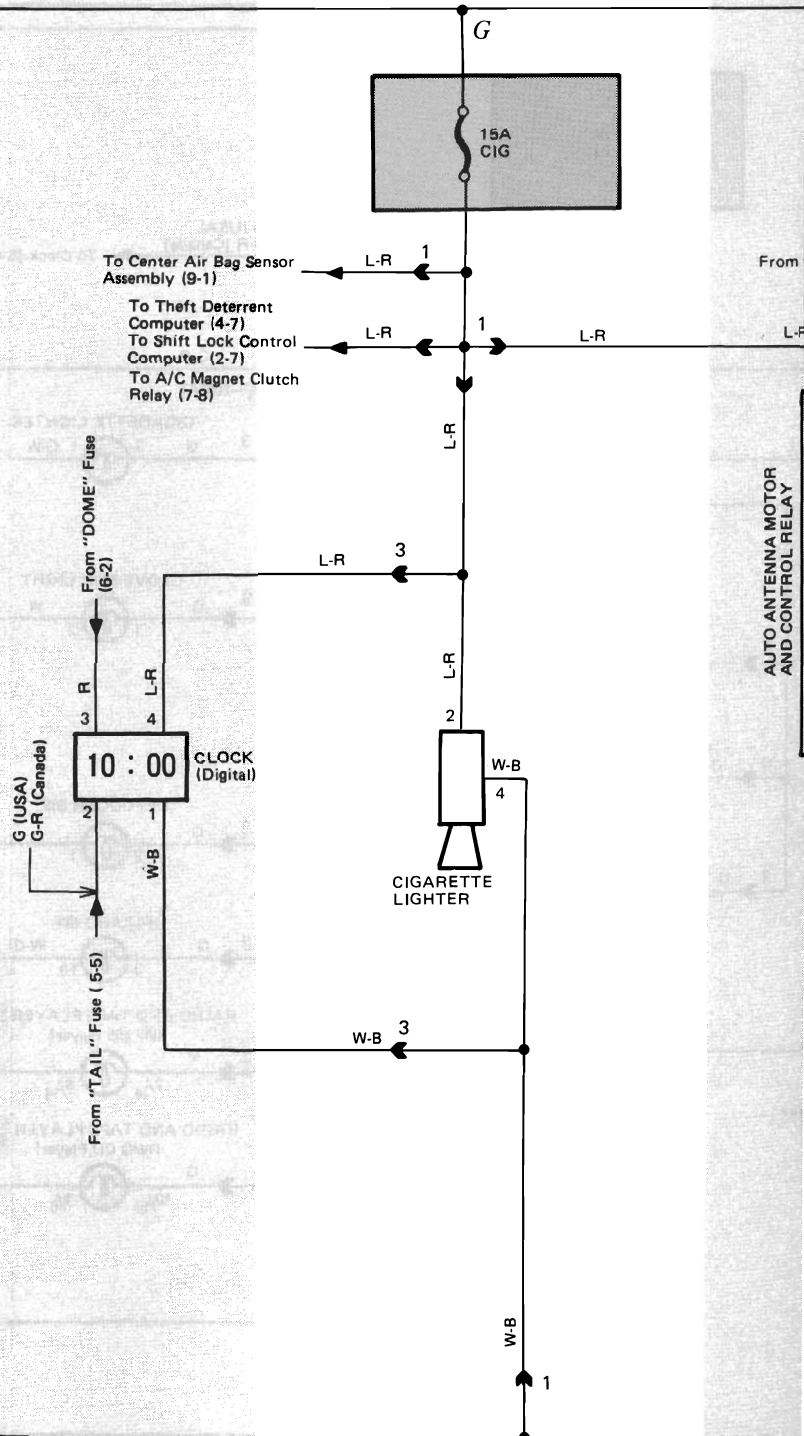 G
15A
CIG
To Center Air Bag Sensor
Assembly (9-1)
L-R
1
From
To Theft Deterrent
Computer (4-7)
To Shift Lock Control
Computer (2-7)
To A/C Magnet Clutch
Relay (7-8)
L-R
1
L-R
L-R
L-R
From "DOME" Fuse
(6-2)
L-R
3
AUTO ANTENNA MOTOR
AND CONTROL RELAY
R
L-R
L-R
3
4
2
10 : 00
CLOCK
(Digital)
W-B
4
G (USA)
G-R (Canada)
2
1
W-B
CIGARETTE
LIGHTER
From "TAIL" Fuse ( 5-5)
W-B
3
W-B
1